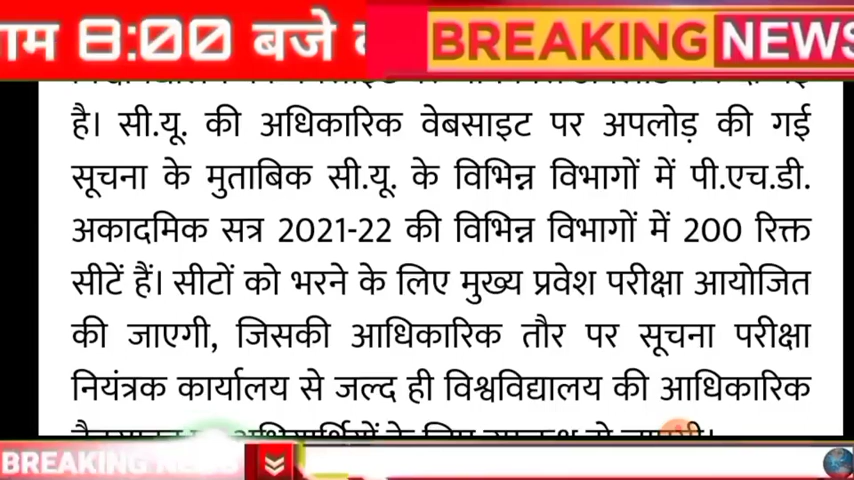 8:00 बजे
BREAKING NEWS
है। सी.यू. की अधिकारिक वेबसाइट पर अपलोड़ की गई
सूचना के मुताबिक सी.यू. के विभिन्न विभागों में पी.एच.डी.
अकादमिक सत्र 2021-22 की विभिन्न विभागों में 200 रिक्त
सीटें हैं। सीटों को भरने के लिए मुख्य प्रवेश परीक्षा आयोजित
की जाएगी, जिसकी आधिकारिक तौर पर सूचना परीक्षा
नियंत्रक कार्यालय से जल्द ही विश्वविद्यालय की आधिकारिक
BREAKING NEWS